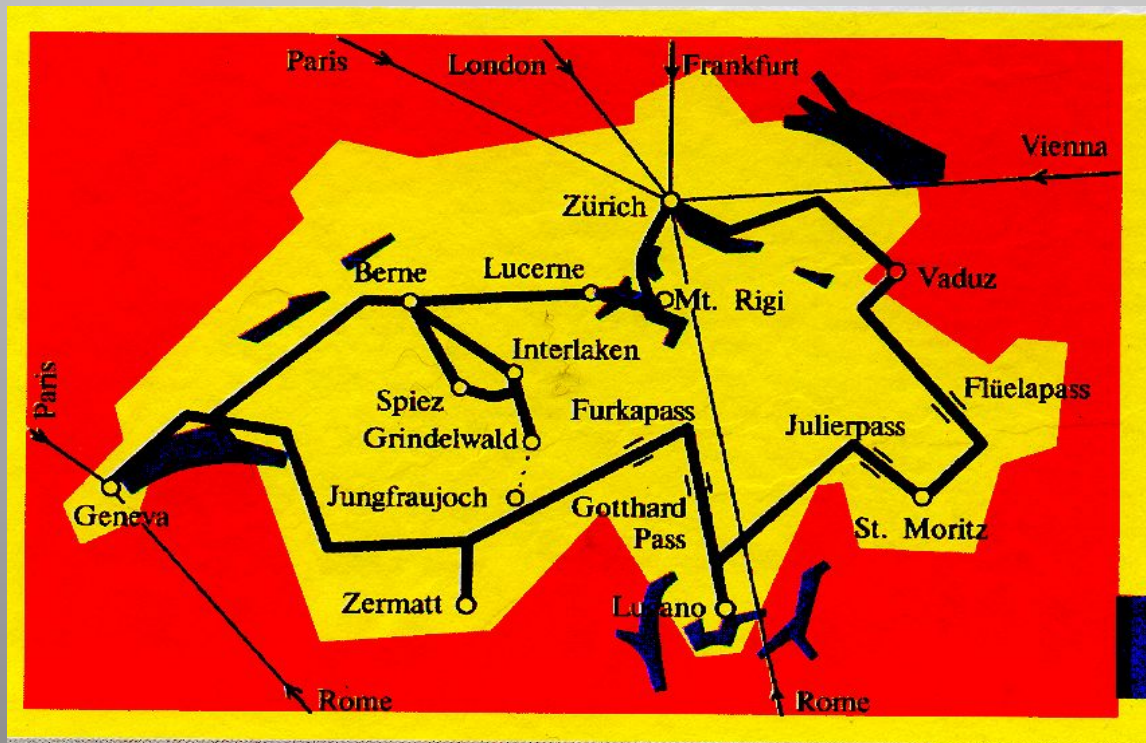 Paris
London
Frankfurt
Vienna
Zürich
Berne
Lucerne
Mt. Rigi
Vaduz
Interlaken
Paris
Spiez
Furkapass
Flüelapass
Grindelwald
Julierpass
Jungfraujoch
Gotthard
Pass
Geneva
St. Moritz
Zermatt
Lugano
Rome
Rome